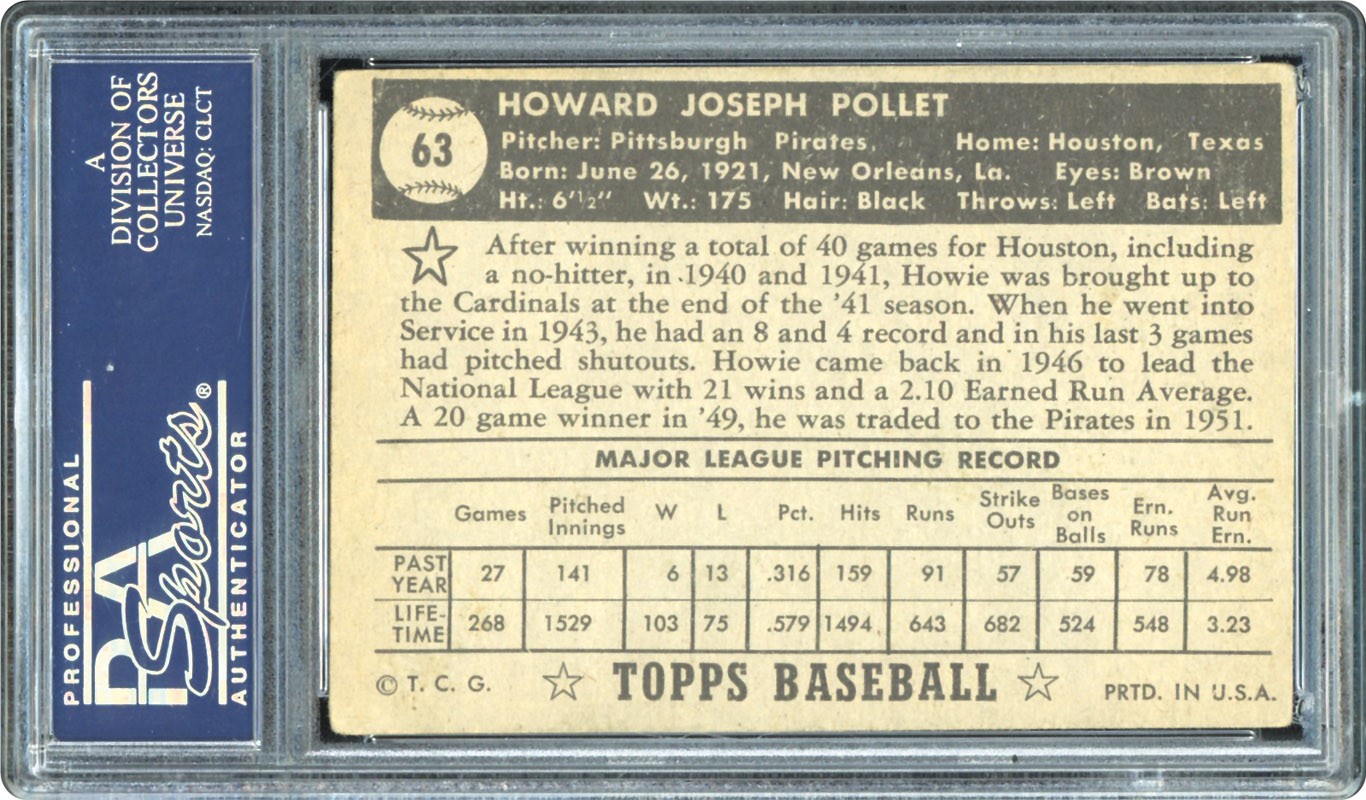 A
DIVISION OF
COLLECTORS
UNIVERSE
NASDAQ: CLCT
PROFESSIONAL
PSA
Sports®
AUTHENTICATOR
63
HOWARD JOSEPH POLLET
Pitcher: Pittsburgh Pirates, Home: Houston, Texas
Born: June 26, 1921, New Orleans, La. Eyes: Brown
Ht.: 6'½" Wt.: 175 Hair: Black Throws: Left Bats: Left
After winning a total of 40 games for Houston, including
a no-hitter, in 1940 and 1941, Howie was brought up to
the Cardinals at the end of the '41 season. When he went into
Service in 1943, he had an 8 and 4 record and in his last 3 games
had pitched shutouts. Howie came back in 1946 to lead the
National League with 21 wins and a 2.10 Earned Run Average.
A 20 game winner in '49, he was traded to the Pirates in 1951.
MAJOR LEAGUE PITCHING RECORD
Games Pitched Innings W L Pct. Hits Runs Strike Outs Bases on Balls Ern. Runs Avg. Run Ern.
PAST YEAR 27 141 6 13 .316 159 91 57 59 78 4.98
LIFE-TIME 268 1529 103 75 .579 1494 643 682 524 548 3.23
© T. C. G. ☆ TOPPS BASEBALL ☆ PRTD. IN U.S.A.